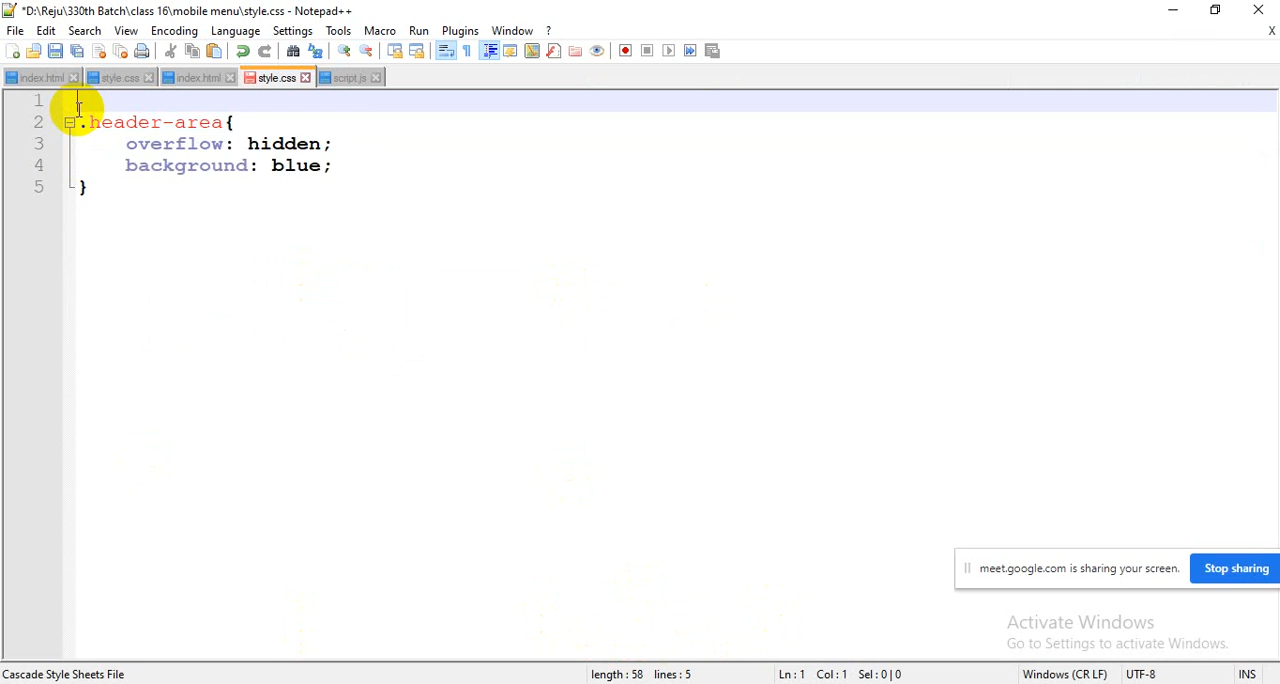 *D:\Reju\330th Batch\class 16\mobile menu\style.css - Notepad++
File Edit Search View Encoding Language Settings Tools Macro Run Plugins Window ? X
index.html style.css index.html style.css script.js
1
2 .header-area{
3 overflow: hidden;
4 background: blue;
5 }
meet.google.com is sharing your screen. Stop sharing
Activate Windows
Go to Settings to activate Windows.
Cascade Style Sheets File length : 58 lines : 5 Ln : 1 Col : 1 Sel : 0 | 0 Windows (CR LF) UTF-8 INS